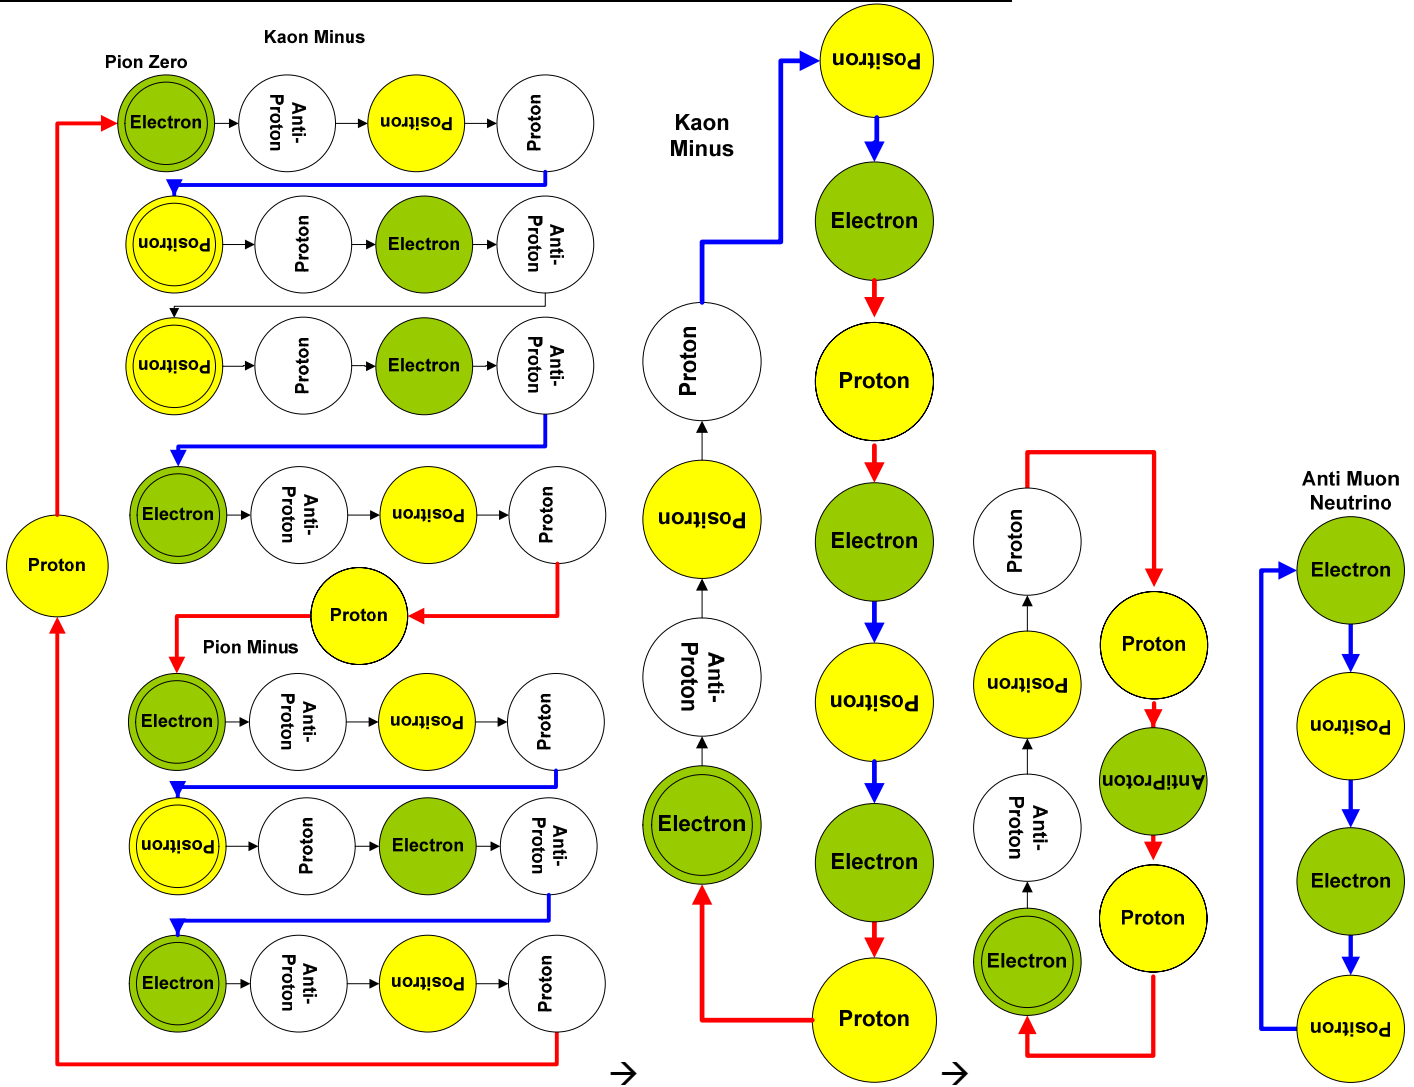 Kaon Minus
Pion Zero
Electron
Anti-
Proton
Positron
Proton
Positron
Proton
Electron
Anti-
Proton
Positron
Proton
Electron
Anti-
Proton
Electron
Anti-
Proton
Positron
Proton
Proton
Proton
Pion Minus
Electron
Anti-
Proton
Positron
Proton
Positron
Proton
Electron
Anti-
Proton
Electron
Anti-
Proton
Positron
Proton
→
Kaon
Minus
Proton
Positron
Anti-
Proton
Electron
Positron
Electron
Proton
Electron
Positron
Electron
Proton
→
Proton
Positron
Anti-
Proton
Electron
Proton
AntiProton
Proton
Anti Muon
Neutrino
Electron
Positron
Electron
Positron